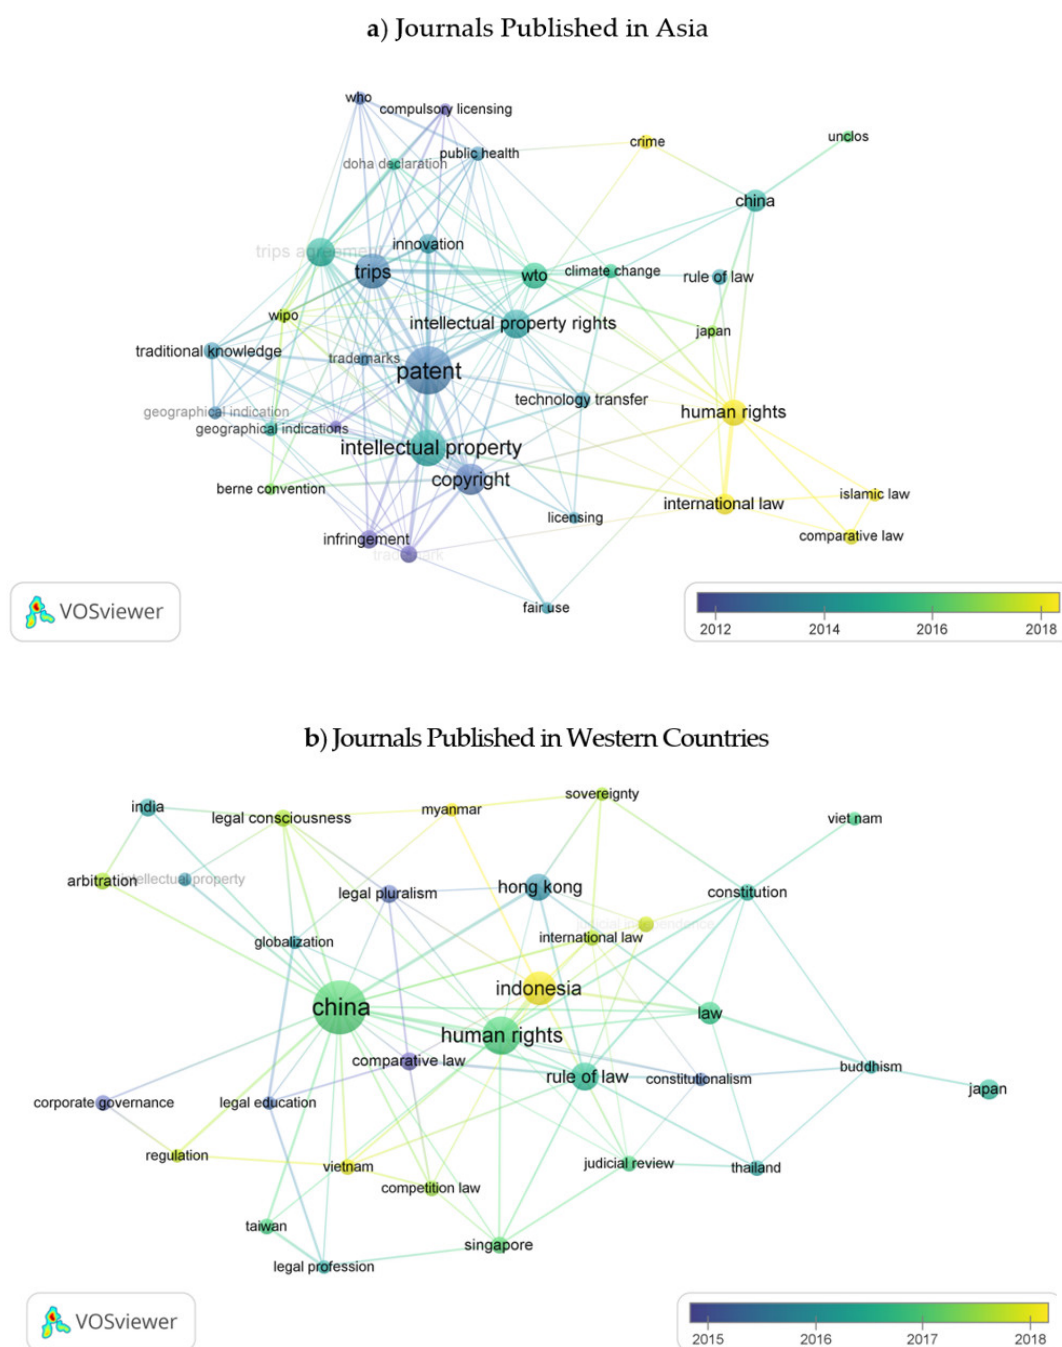 a) Journals Published in Asia
who
compulsory licensing
public health
doha declaration
crime
unclos
china
trips agreement
innovation
trips
wto
climate change
rule of law
wipo
intellectual property rights
japan
traditional knowledge
trademarks
patent
technology transfer
geographical indication
geographical indications
human rights
intellectual property
copyright
berne convention
international law
islamic law
licensing
comparative law
infringement
trademark
fair use
VOSviewer
2012 2014 2016 2018
b) Journals Published in Western Countries
india
legal consciousness
myanmar
sovereignty
viet nam
arbitration
intellectual property
legal pluralism
hong kong
constitution
judicial independence
globalization
international law
indonesia
china
law
human rights
comparative law
rule of law
constitutionalism
buddhism
japan
corporate governance
legal education
regulation
vietnam
judicial review
thailand
competition law
taiwan
singapore
legal profession
VOSviewer
2015 2016 2017 2018